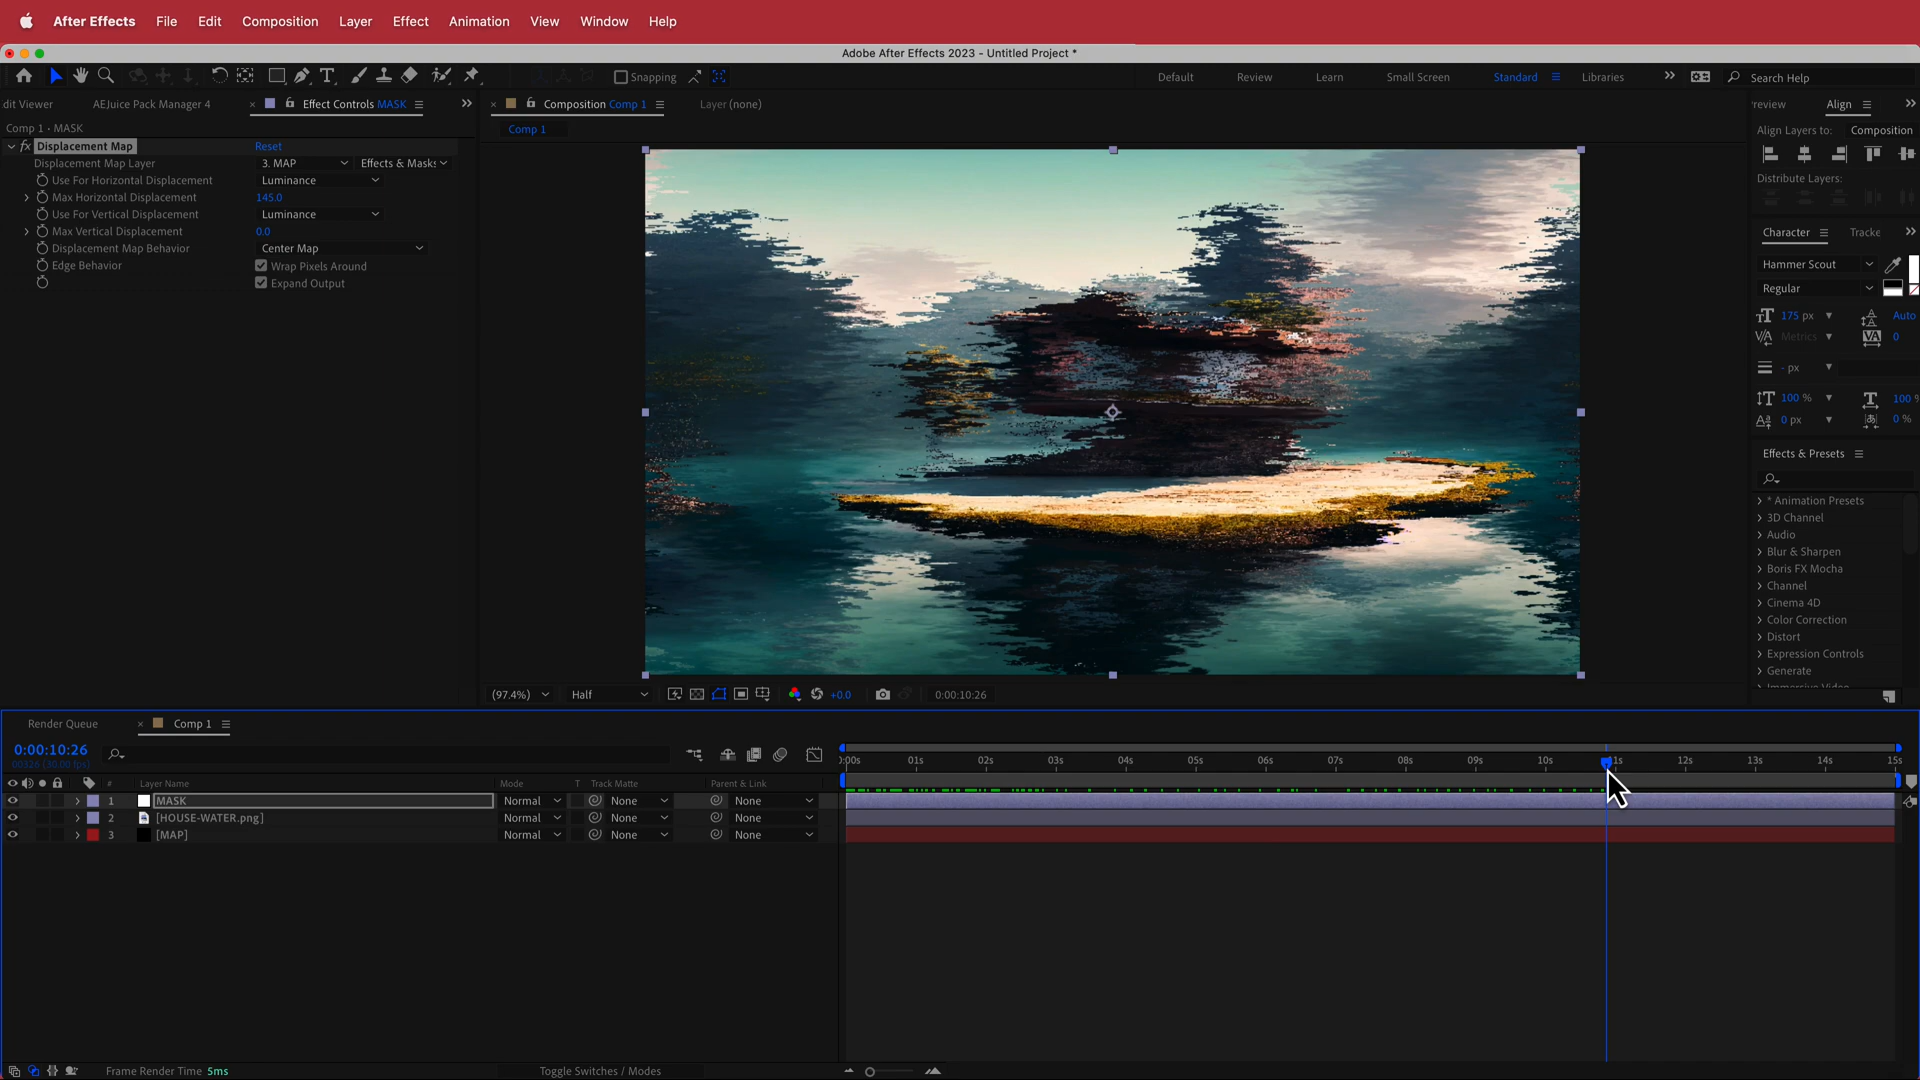 After Effects File Edit Composition Layer Effect Animation View Window Help
Adobe After Effects 2023 - Untitled Project *
Snapping Default Review Learn Small Screen Standard Libraries Search Help
dit Viewer AEJuice Pack Manager 4 × Effect Controls MASK
× Composition Comp 1 Layer (none)
review Align
Comp 1 • MASK
Comp 1
Align Layers to: Composition
fx Displacement Map Reset
Displacement Map Layer 3. MAP Effects & Masks
Use For Horizontal Displacement Luminance
Distribute Layers:
Max Horizontal Displacement 145.0
Use For Vertical Displacement Luminance
Max Vertical Displacement 0.0
Character Tracke
Displacement Map Behavior Center Map
Edge Behavior Wrap Pixels Around
Hammer Scout
Expand Output
Regular
175 px Auto
Metrics 0
- px
100 % 100 %
0 px 0 %
Effects & Presets
* Animation Presets
3D Channel
Audio
Blur & Sharpen
Boris FX Mocha
Channel
Cinema 4D
Color Correction
Distort
Expression Controls
Generate
Immersive Video
(97.4%) Half +0.0 0:00:10:26
Render Queue × Comp 1
0:00:10:26
00326 (30.00 fps)
:00s 01s 02s 03s 04s 05s 06s 07s 08s 09s 10s 11s 12s 13s 14s 15s
# Layer Name Mode T Track Matte Parent & Link
1 MASK Normal None None
2 [HOUSE-WATER.png] Normal None None
3 [MAP] Normal None None
Frame Render Time 5ms Toggle Switches / Modes